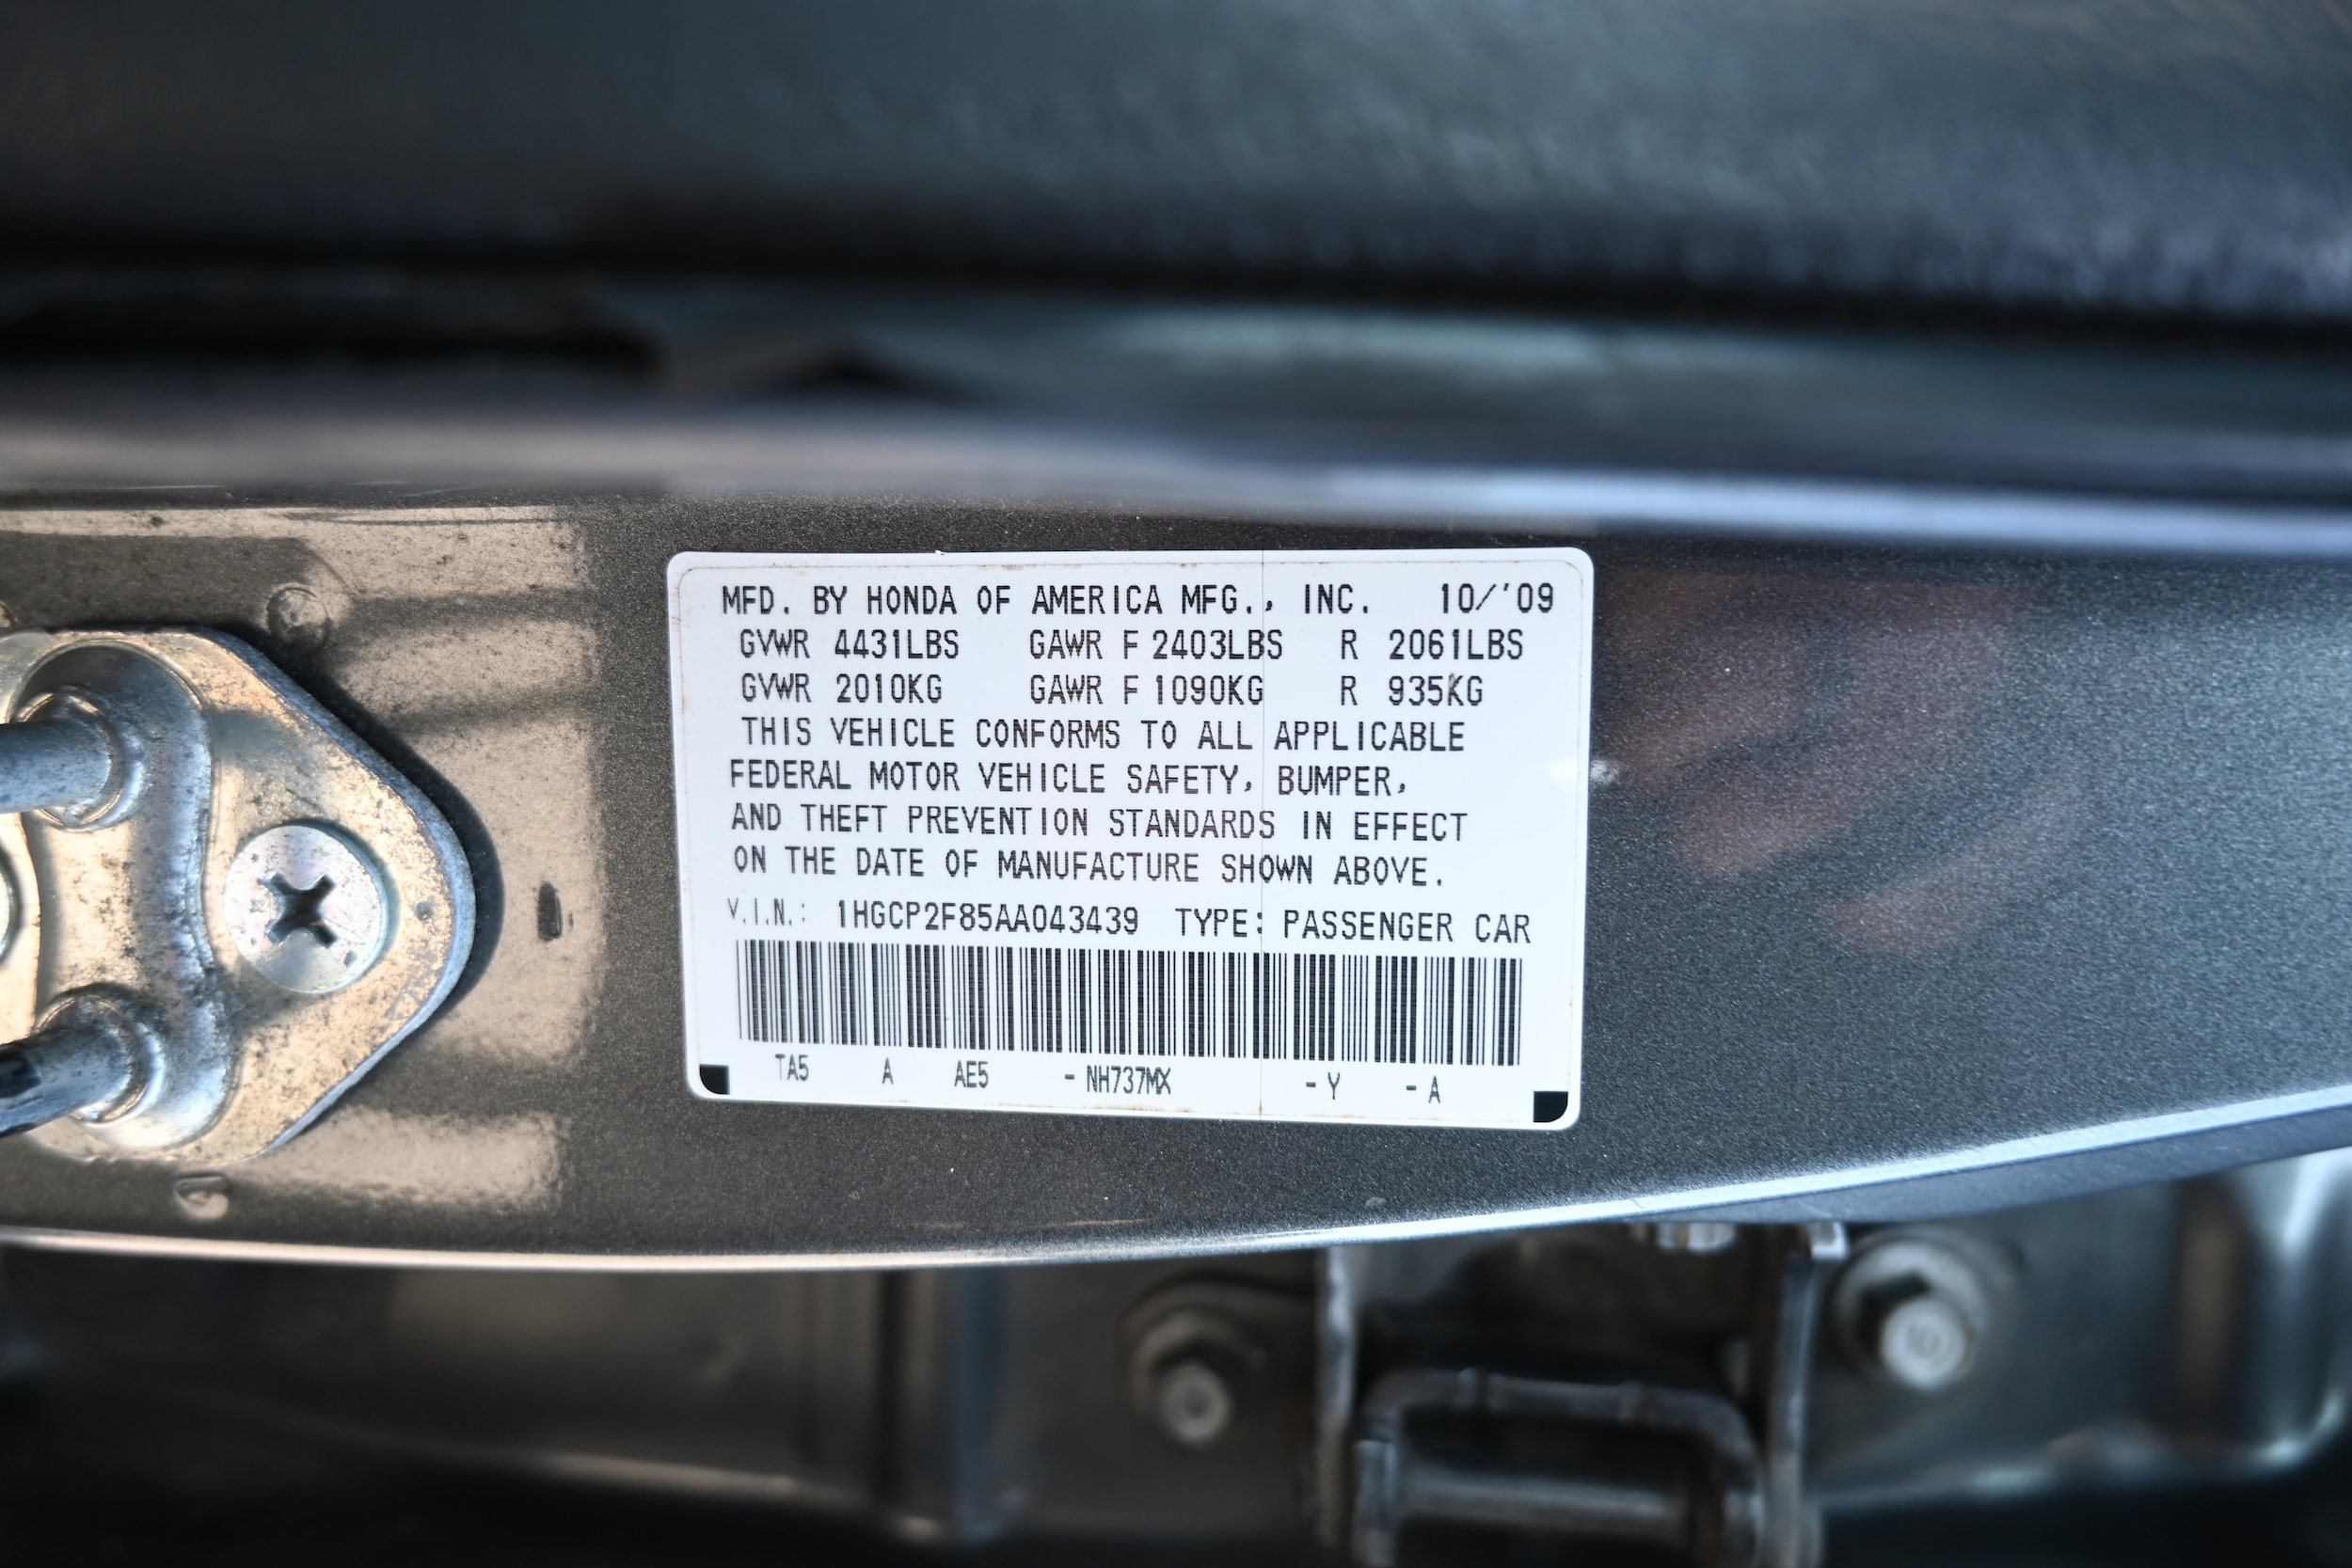 MFD. BY HONDA OF AMERICA MFG., INC. 10/'09
GVWR 4431LBS GAWR F 2403LBS R 2061LBS
GVWR 2010KG GAWR F 1090KG R 935KG
THIS VEHICLE CONFORMS TO ALL APPLICABLE
FEDERAL MOTOR VEHICLE SAFETY, BUMPER,
AND THEFT PREVENTION STANDARDS IN EFFECT
ON THE DATE OF MANUFACTURE SHOWN ABOVE.
V.I.N.: 1HGCP2F85AA043439 TYPE: PASSENGER CAR
TA5 A AE5 - NH737MX - Y - A